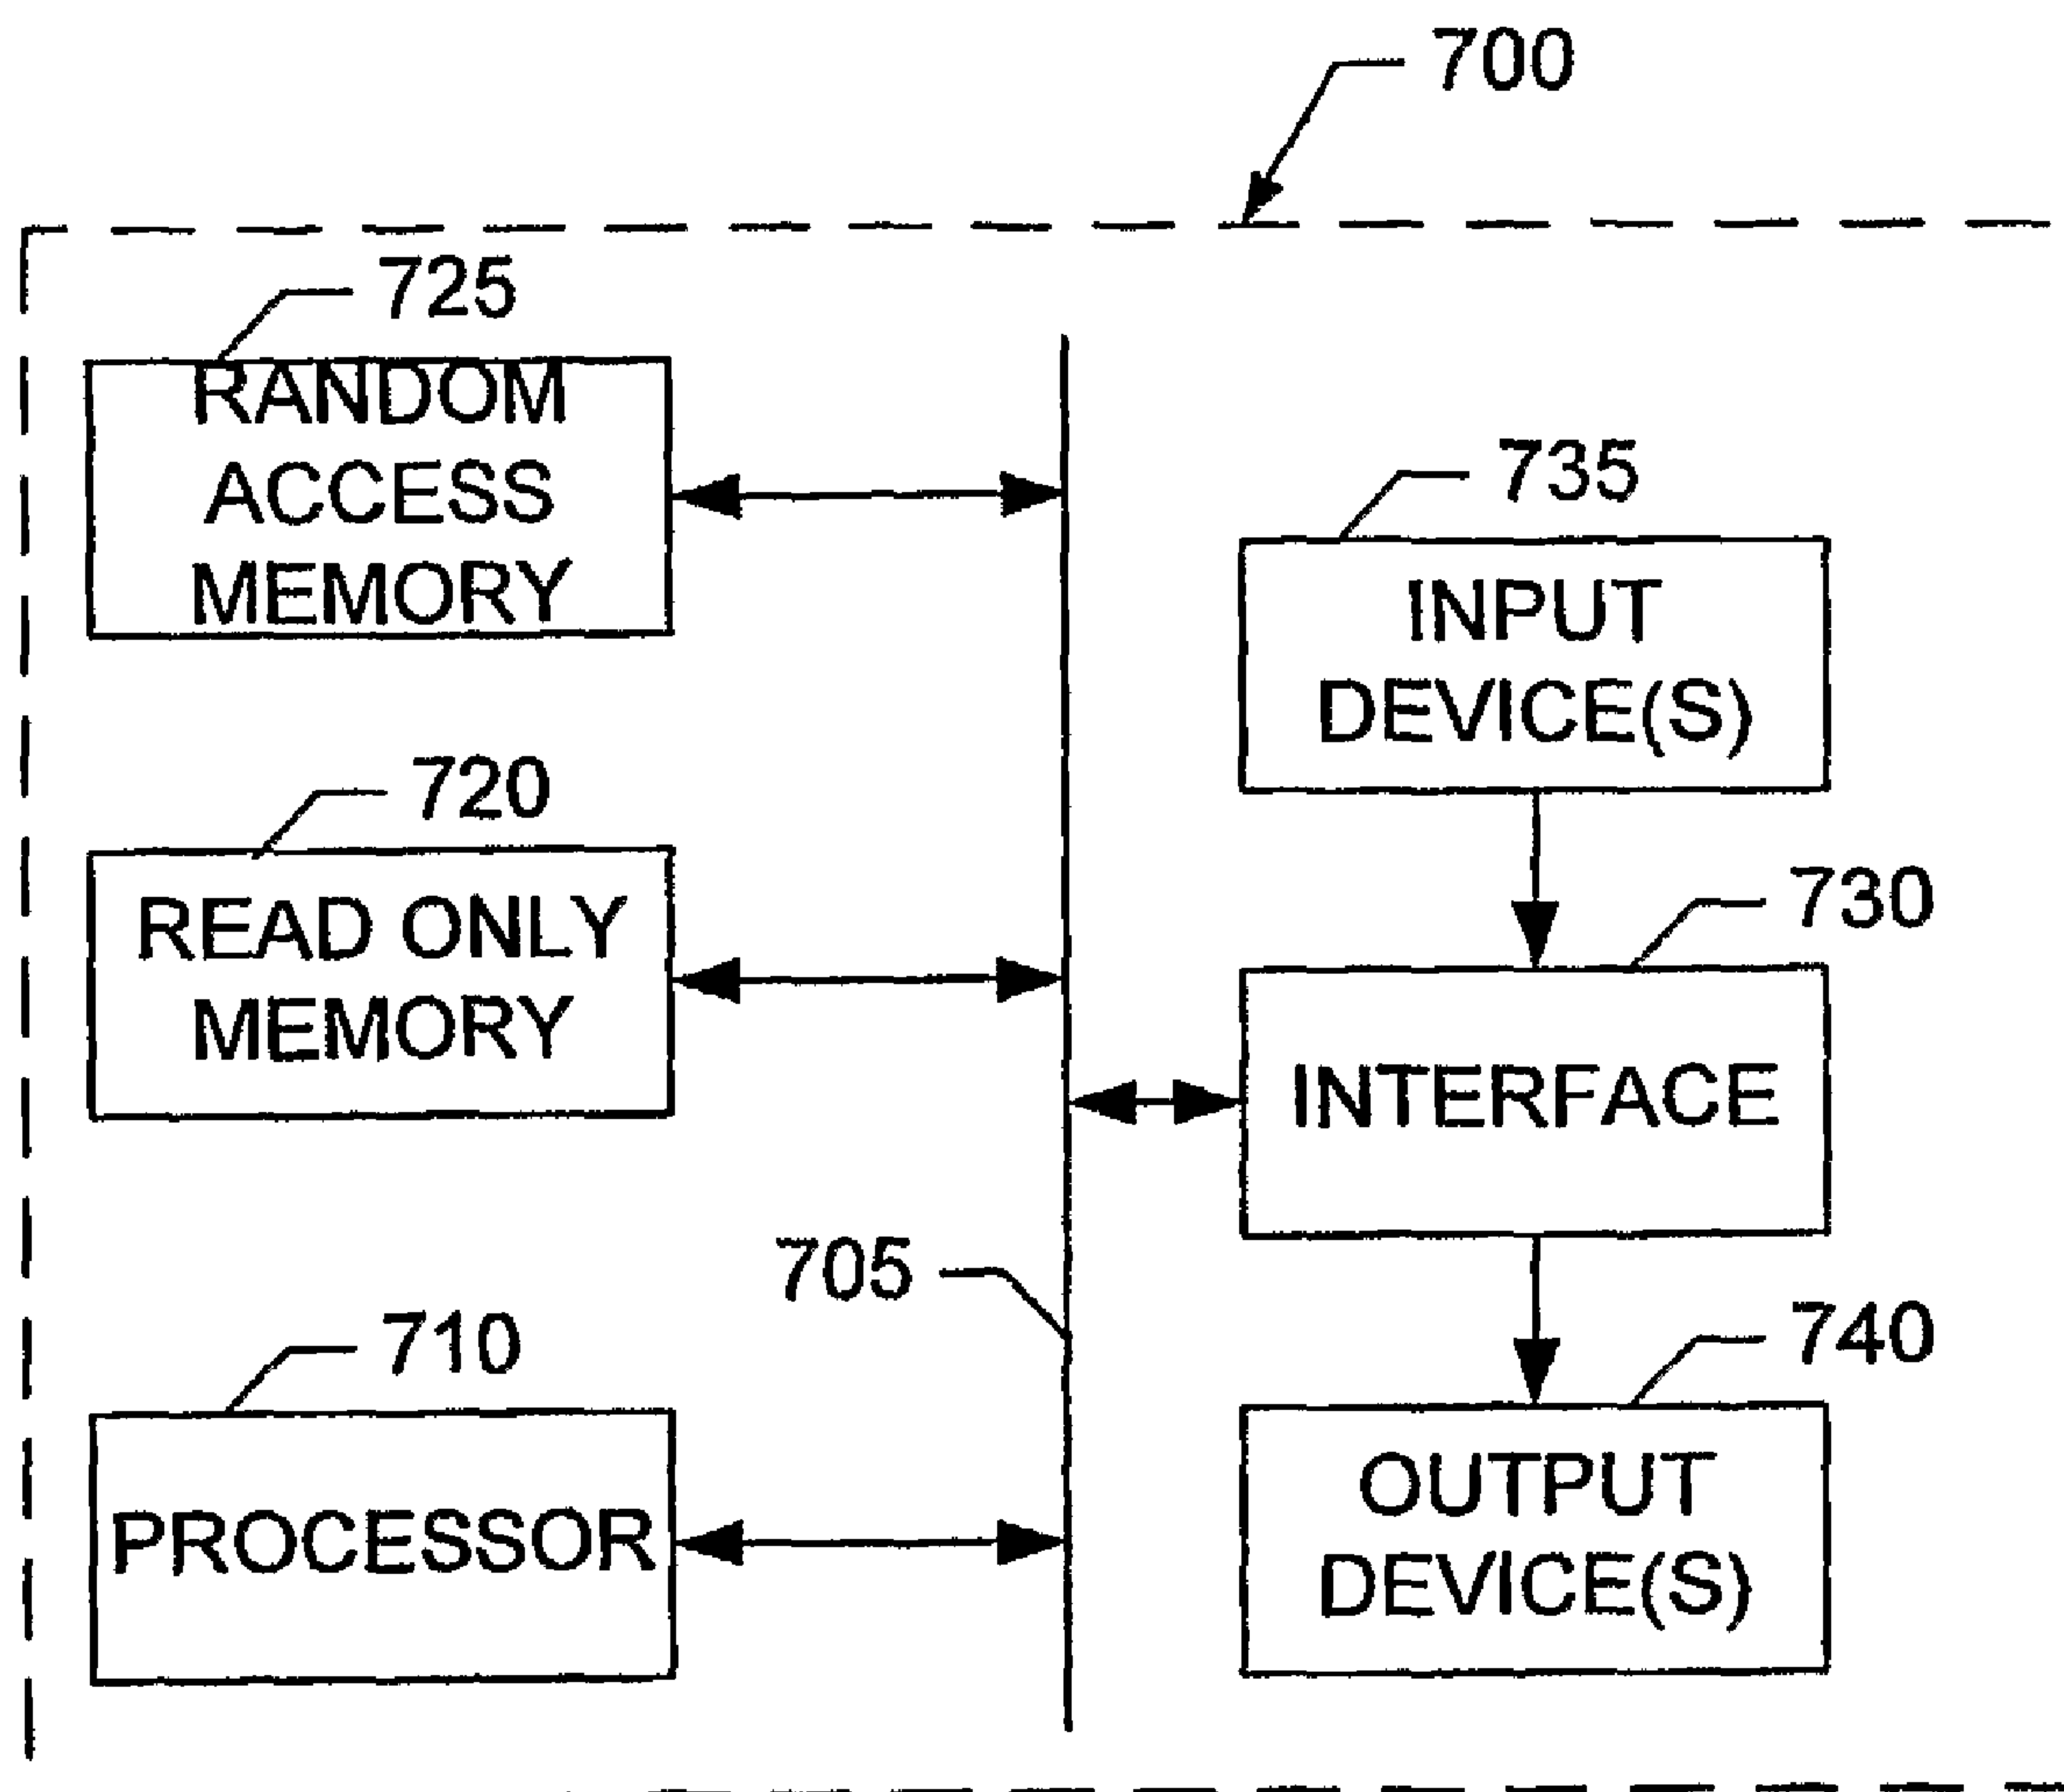 700
725
RANDOM
ACCESS
MEMORY
735
INPUT
DEVICE(S)
720
READ ONLY
MEMORY
730
INTERFACE
705
710
PROCESSOR
740
OUTPUT
DEVICE(S)